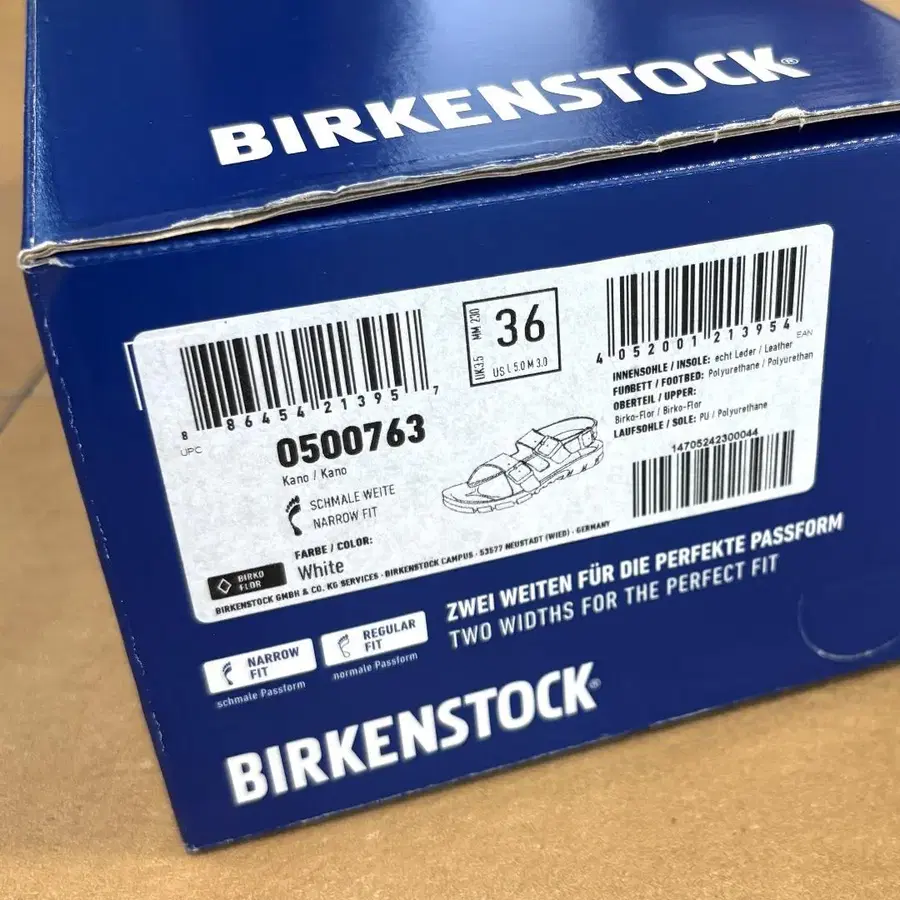 BIRKENSTOCK®
8 86454 21395 7
UPC
0500763
Kano / Kano
SCHMALE WEITE
NARROW FIT
FARBE / COLOR:
White
BIRKO
FLOR
UK3.5
MM 230
36
US L 5.0 M 3.0
4 052001 213954
EAN
INNENSOHLE / INSOLE: echt Leder / Leather
FUßBETT / FOOTBED: Polyurethane / Polyurethan
OBERTEIL / UPPER:
Birko-Flor / Birko-Flor
LAUFSOHLE / SOLE: PU / Polyurethane
14705242300044
BIRKENSTOCK GMBH & CO. KG SERVICES · BIRKENSTOCK CAMPUS · 53577 NEUSTADT (WIED) · GERMANY
NARROW
FIT
schmale Passform
REGULAR
FIT
normale Passform
ZWEI WEITEN FÜR DIE PERFEKTE PASSFORM
TWO WIDTHS FOR THE PERFECT FIT
BIRKENSTOCK®